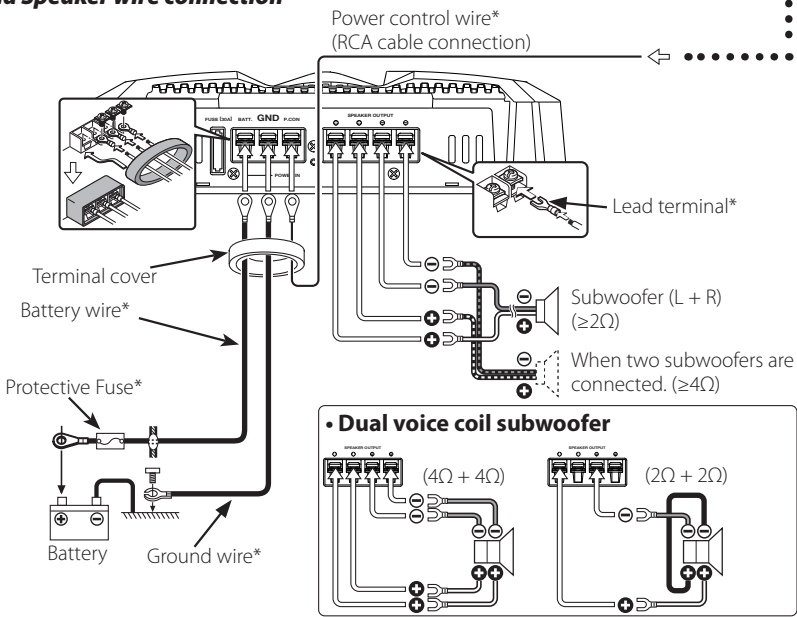 d Speaker wire connection
Power control wire*
(RCA cable connection)
FUSE (30A) BATT. GND P.CON
SPEAKER OUTPUT
POWER IN
Lead terminal*
Terminal cover
Battery wire*
Subwoofer (L + R)
(≥2Ω)
When two subwoofers are
connected. (≥4Ω)
Protective Fuse*
Battery
Ground wire*
• Dual voice coil subwoofer
SPEAKER OUTPUT
(4Ω + 4Ω)
SPEAKER OUTPUT
(2Ω + 2Ω)